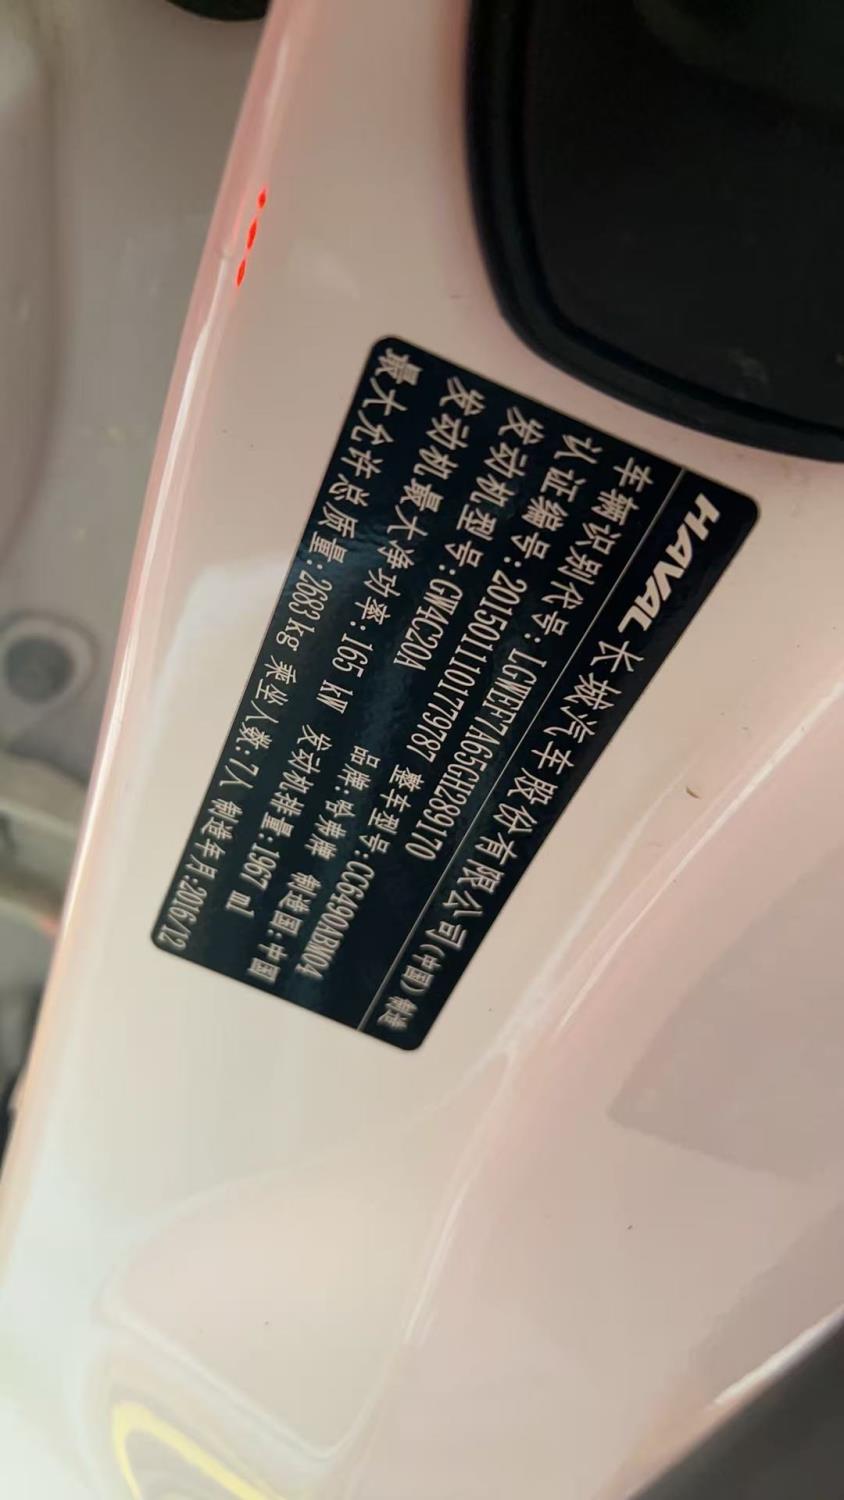 HAVAL 长城汽车股份有限公司(中国)制造
车辆识别代号:LGWFF7A65GH289170
认证编号:2015011101779787 整车型号:CC6490ABM04
发动机型号:GW4C20A 品牌:哈弗牌 制造国:中国
发动机最大净功率:165 kW 发动机排量:1967 ml
最大允许总质量:2683 kg 乘坐人数:7人 制造年月:2016/12